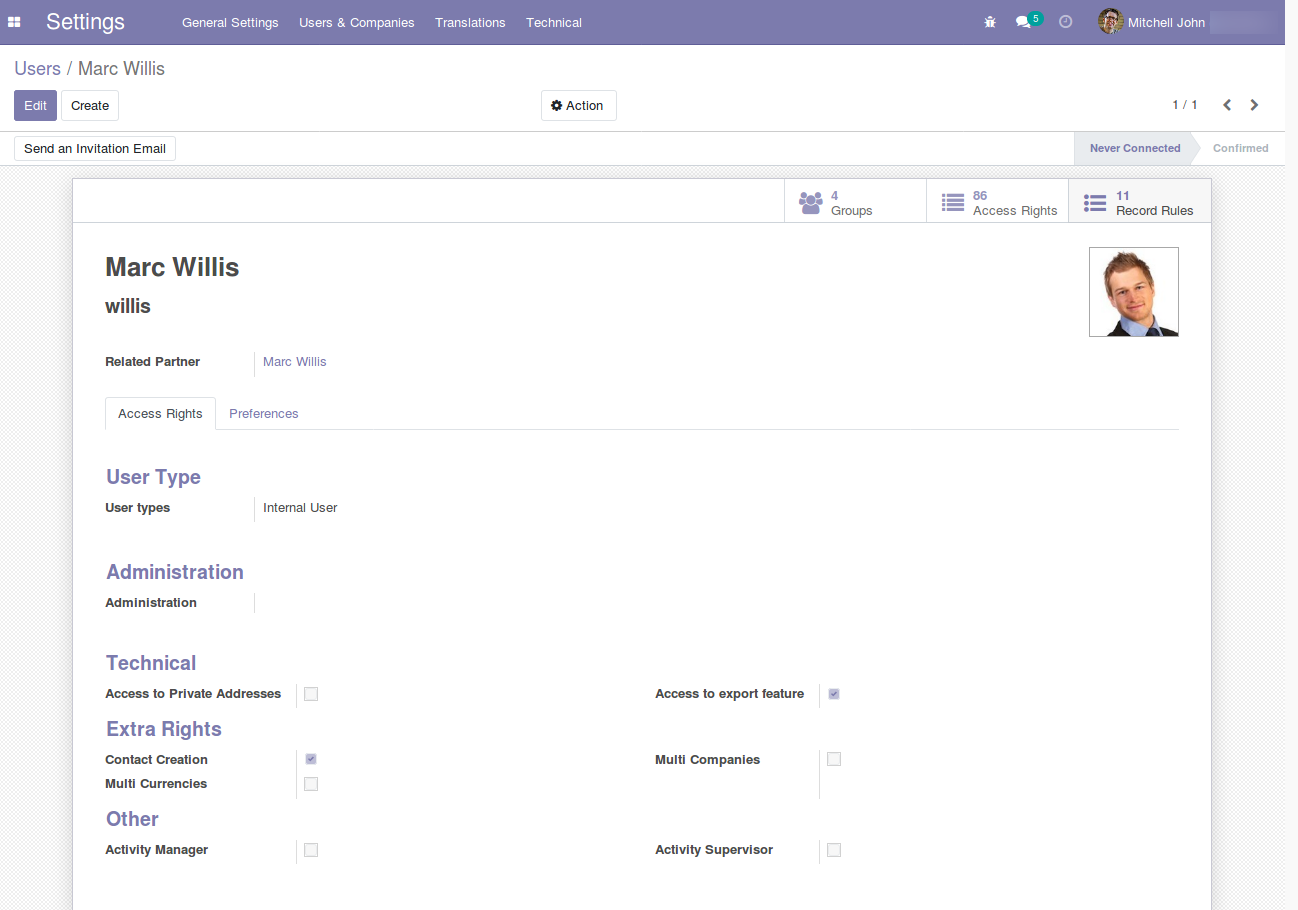 Settings General Settings Users & Companies Translations Technical 5 Mitchell John
Users / Marc Willis
Edit Create Action 1 / 1
Send an Invitation Email Never Connected Confirmed
4 86 11
Groups Access Rights Record Rules
Marc Willis
willis
Related Partner Marc Willis
Access Rights Preferences
User Type
User types Internal User
Administration
Administration
Technical
Access to Private Addresses Access to export feature
Extra Rights
Contact Creation Multi Companies
Multi Currencies
Other
Activity Manager Activity Supervisor